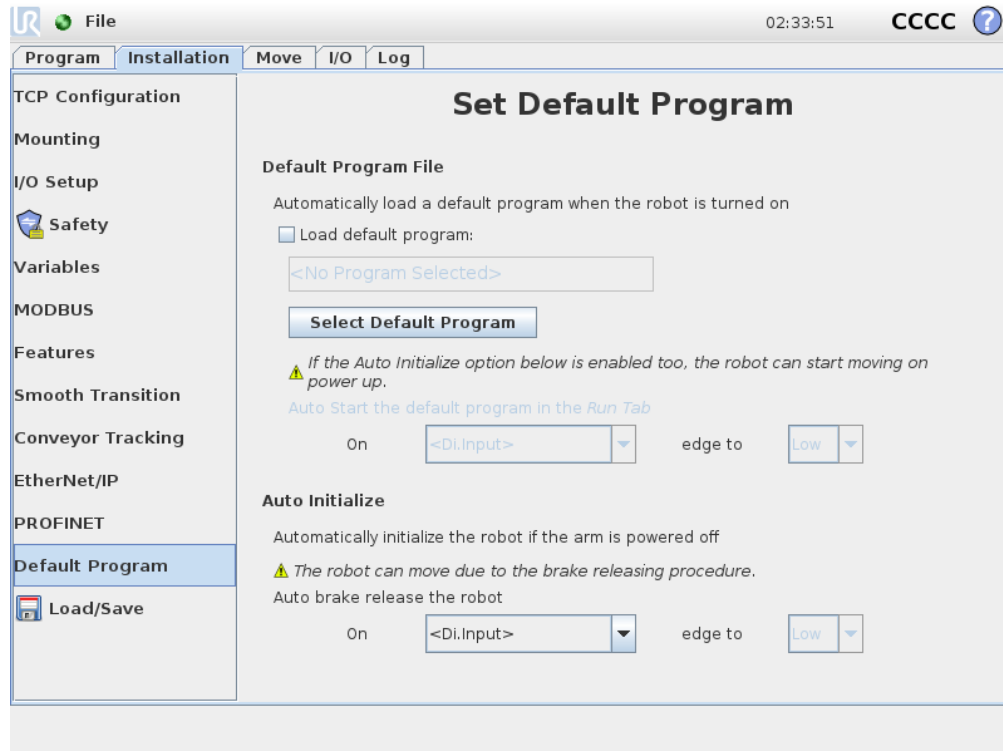 UR File 02:33:51 CCCC ?
Program Installation Move I/O Log
TCP Configuration
Mounting
I/O Setup
Safety
Variables
MODBUS
Features
Smooth Transition
Conveyor Tracking
EtherNet/IP
PROFINET
Default Program
Load/Save
Set Default Program
Default Program File
Automatically load a default program when the robot is turned on
Load default program:
<No Program Selected>
Select Default Program
If the Auto Initialize option below is enabled too, the robot can start moving on
power up.
Auto Start the default program in the Run Tab
On <Di.Input> edge to Low
Auto Initialize
Automatically initialize the robot if the arm is powered off
The robot can move due to the brake releasing procedure.
Auto brake release the robot
On <Di.Input> edge to Low